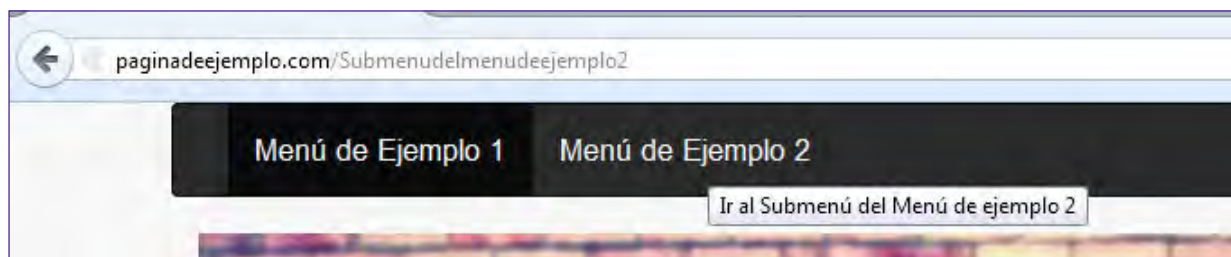 paginadeejemplo.com/Submenudelmenudeejemplo2
Menú de Ejemplo 1 Menú de Ejemplo 2
Ir al Submenú del Menú de ejemplo 2